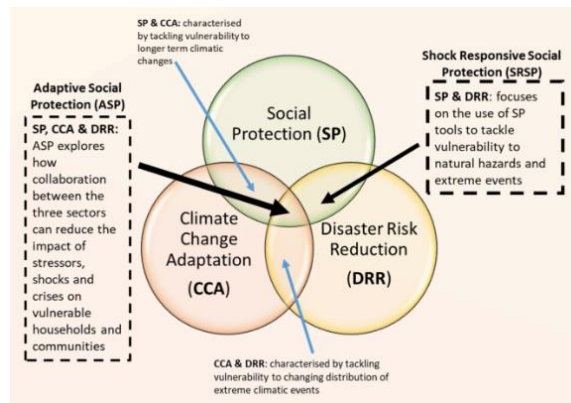 SP & CCA: characterised
by tackling vulnerability to
longer term climatic
changes
Shock Responsive Social
Protection (SRSP)
SP & DRR: focuses
on the use of SP
tools to tackle
vulnerability to
natural hazards and
extreme events
Adaptive Social
Protection (ASP)
SP, CCA & DRR:
ASP explores
how
collaboration
between the
three sectors
can reduce the
impact of
stressors,
shocks and
crises on
vulnerable
households and
communities
Social
Protection (SP)
Climate
Change
Adaptation
(CCA)
Disaster Risk
Reduction
(DRR)
CCA & DRR: characterised by tackling
vulnerability to changing distribution of
extreme climatic events